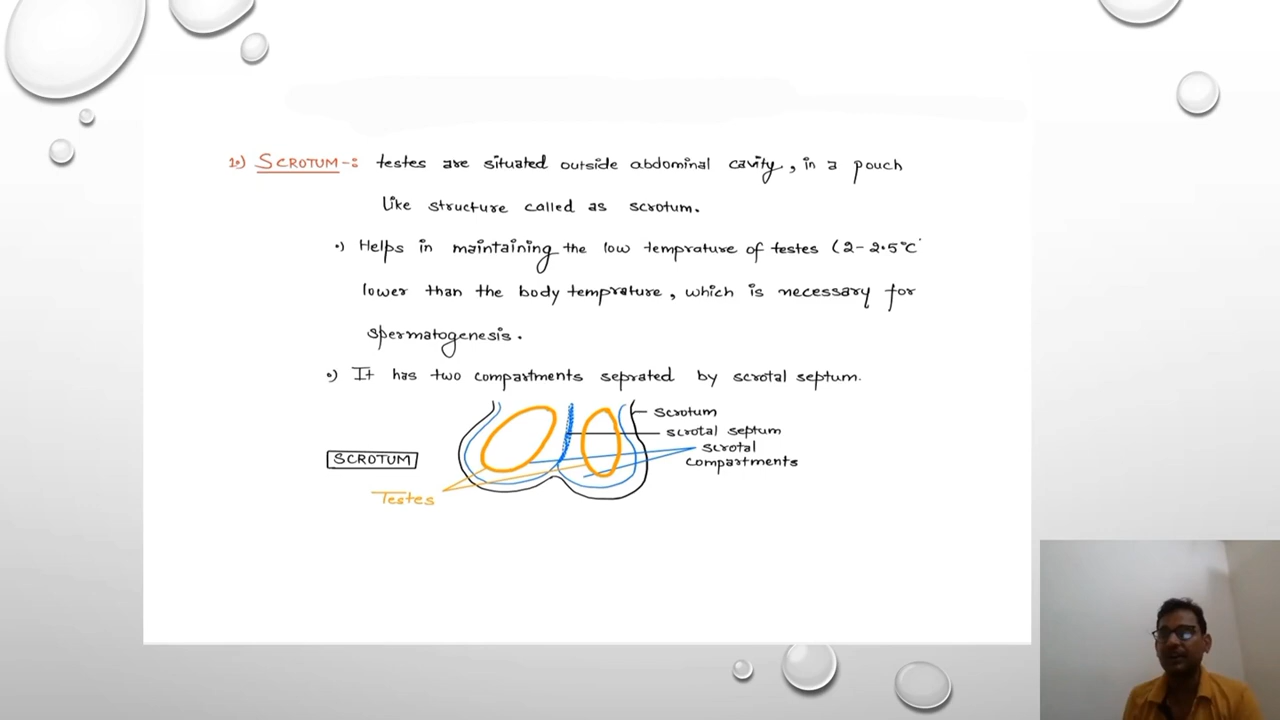 1.) SCROTUM -: testes are situated outside abdominal cavity, in a pouch
like structure called as scrotum.
•) Helps in maintaining the low temprature of testes (2-2.5°C
lower than the body temprature, which is necessary for
spermatogenesis.
•) It has two compartments seprated by scrotal septum.
scrotum
scrotal septum
scrotal
compartments
SCROTUM
Testes